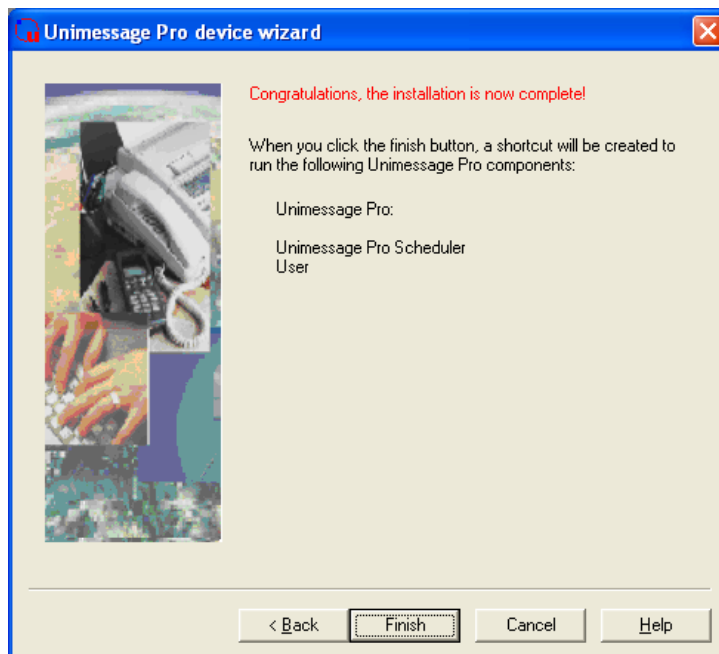 Unimessage Pro device wizard
Congratulations, the installation is now complete!
When you click the finish button, a shortcut will be created to
run the following Unimessage Pro components:
Unimessage Pro:
Unimessage Pro Scheduler
User
< Back
Finish
Cancel
Help